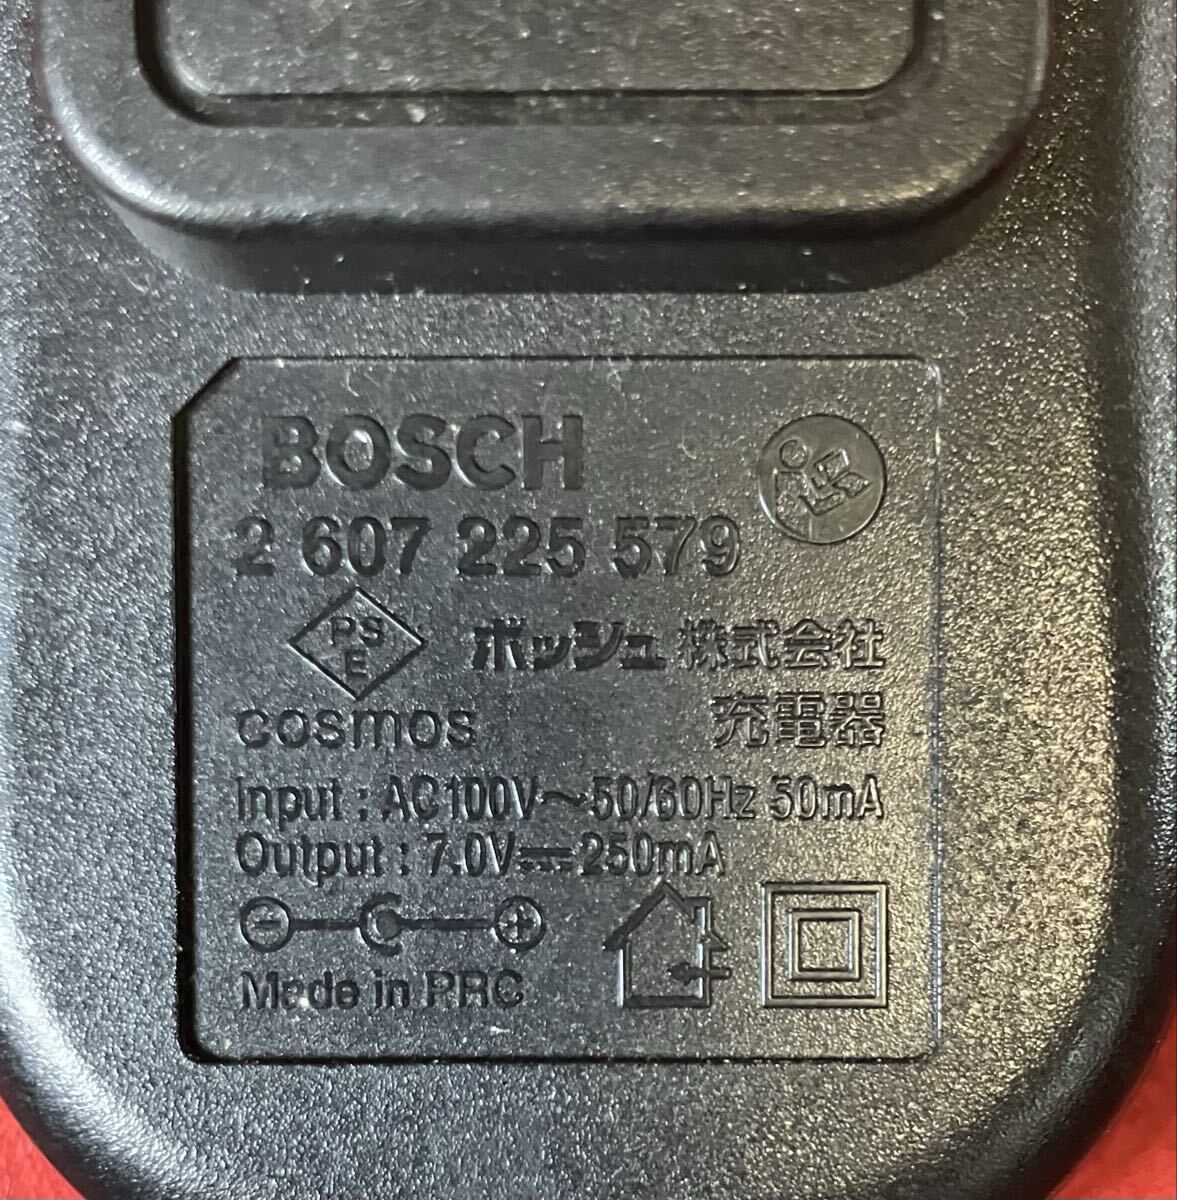 BOSCH
2 607 225 579
PS
E
ボッシュ株式会社
cosmos
充電器
Input : AC100V～50/60Hz 50mA
Output : 7.0V⎓250mA
Made in PRC